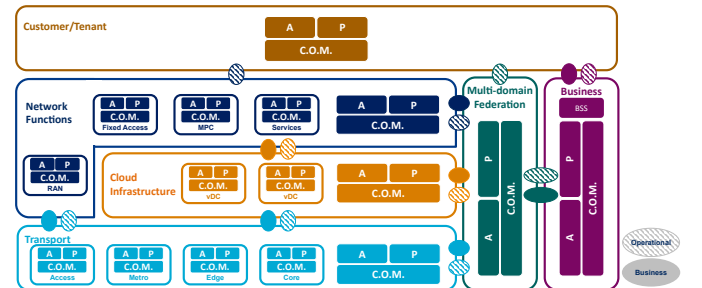 Customer/Tenant
A P
C.O.M.
Network
Functions
A P
C.O.M.
Fixed Access
A P
C.O.M.
MPC
A P
C.O.M.
Services
A P
C.O.M.
A P
C.O.M.
RAN
Cloud
Infrastructure
A P
C.O.M.
vDC
A P
C.O.M.
vDC
A P
C.O.M.
Transport
A P
C.O.M.
Access
A P
C.O.M.
Metro
A P
C.O.M.
Edge
A P
C.O.M.
Core
A P
C.O.M.
Multi-domain
Federation
P
A
C.O.M.
Business
BSS
P
A
C.O.M.
Operational
Business